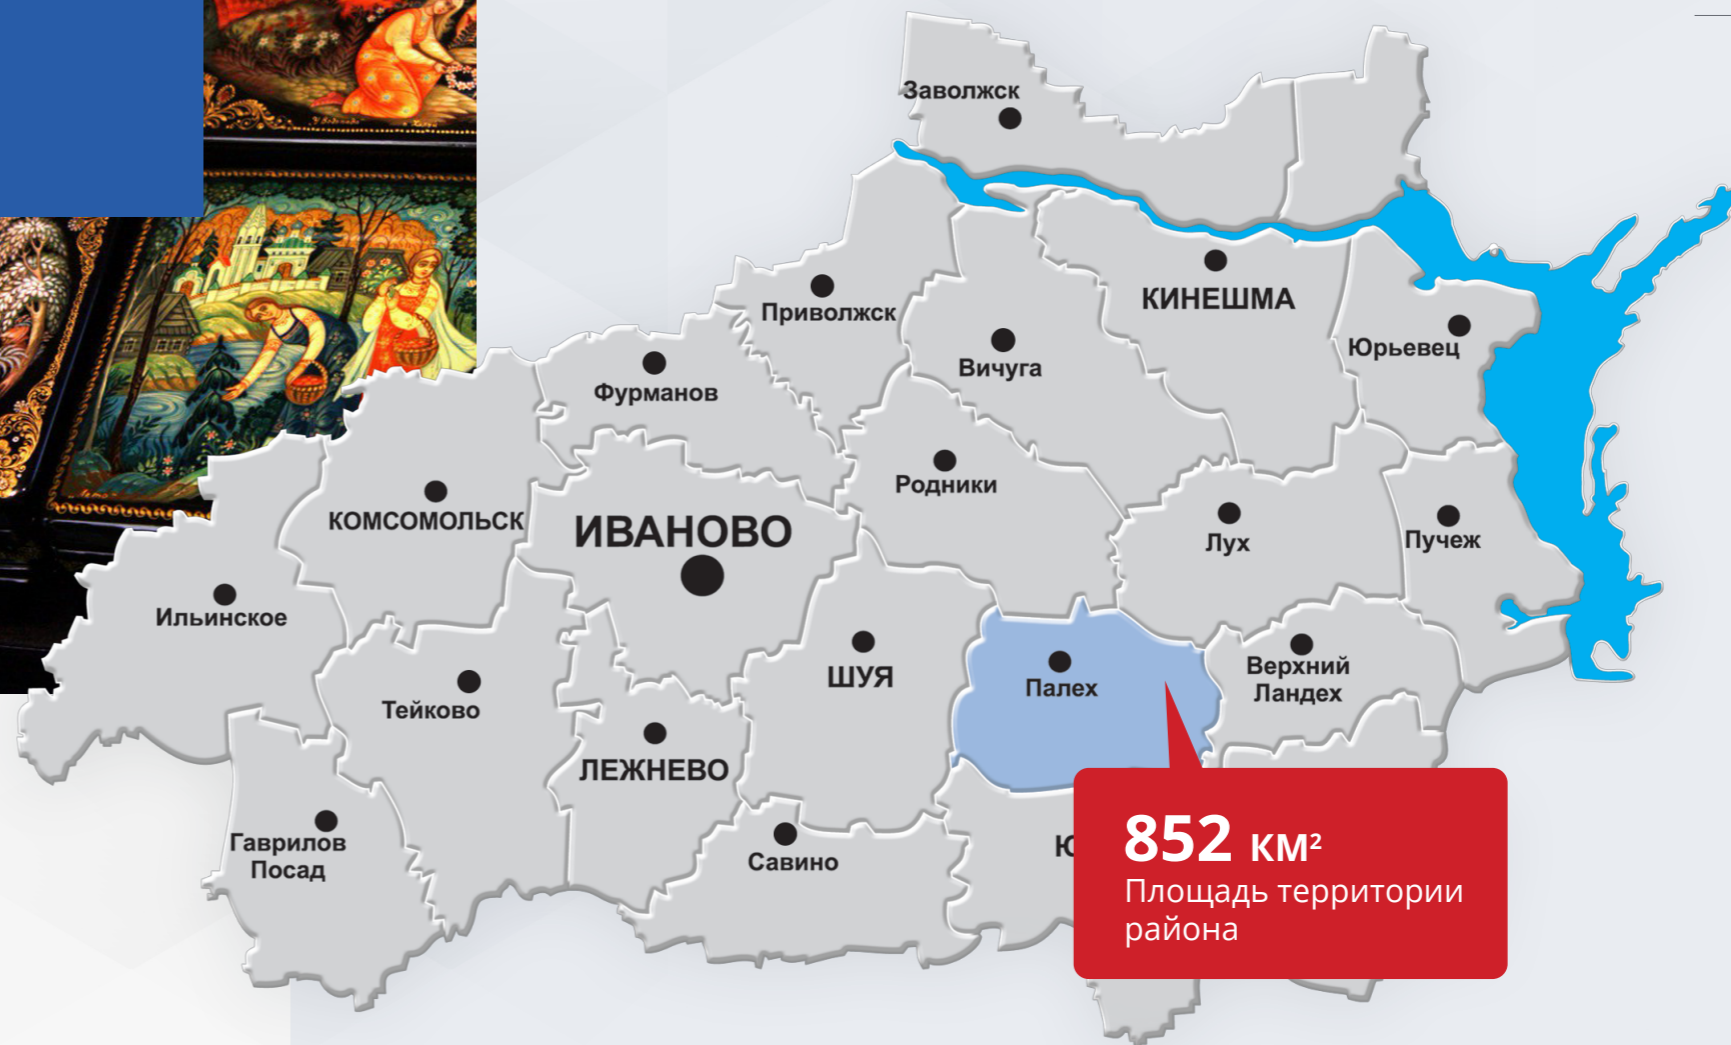 Заволжск
КИНЕШМА
Приволжск
Юрьевец
Вичуга
Фурманов
Родники
КОМСОМОЛЬСК
ИВАНОВО
Лух
Пучеж
Ильинское
ШУЯ
Палех
Верхний
Ландех
Тейково
ЛЕЖНЕВО
Гаврилов
Посад
Савино
852 КМ²
Площадь территории
района